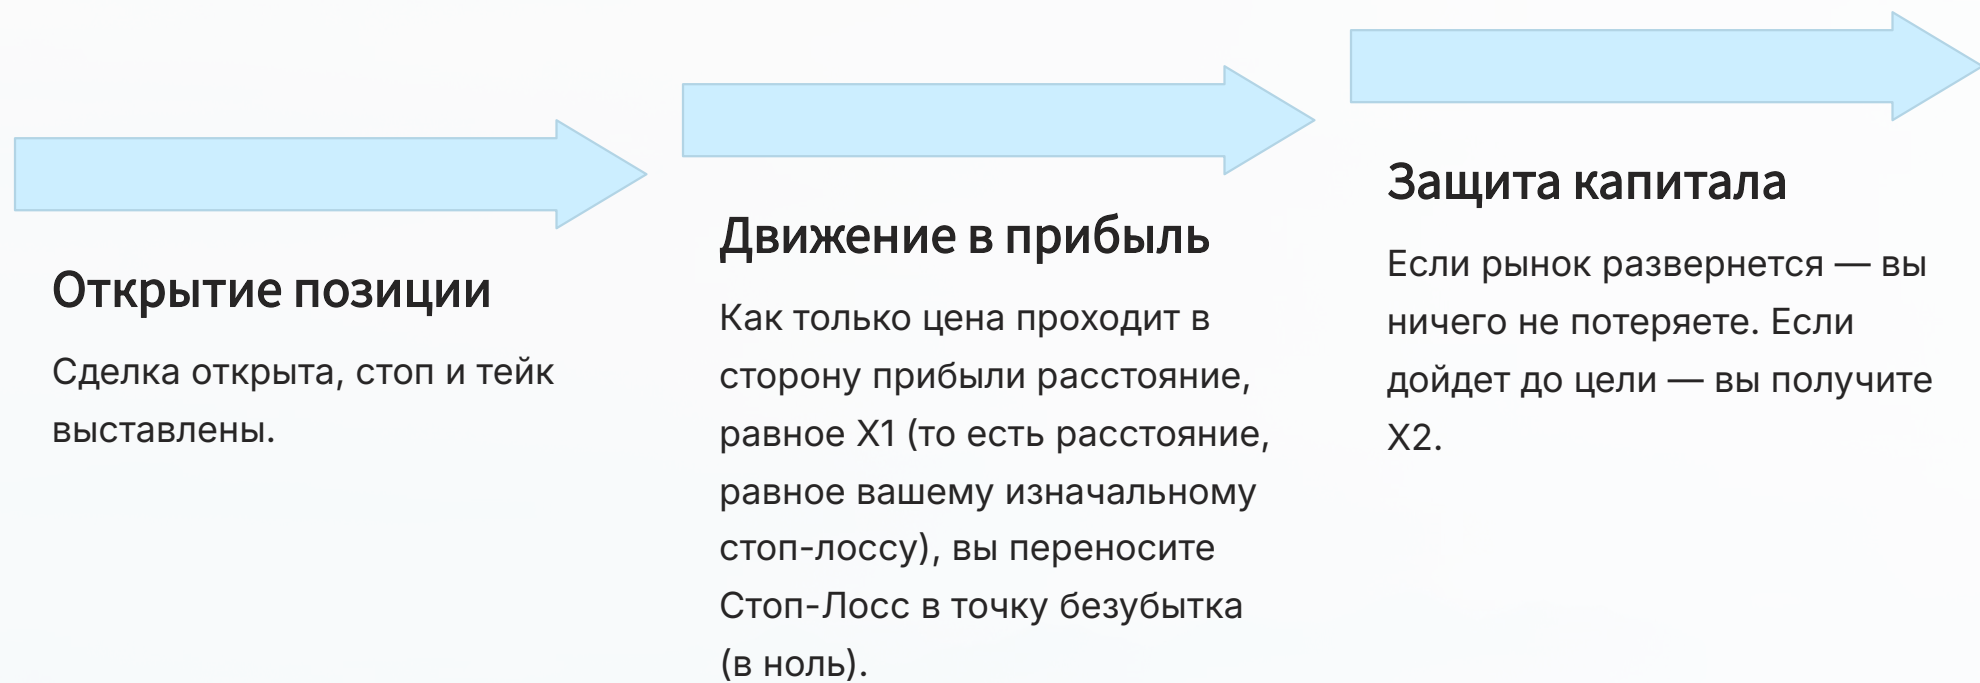 Открытие позиции
Сделка открыта, стоп и тейк
выставлены.
Движение в прибыль
Как только цена проходит в
сторону прибыли расстояние,
равное X1 (то есть расстояние,
равное вашему изначальному
стоп-лоссу), вы переносите
Стоп-Лосс в точку безубытка
(в ноль).
Защита капитала
Если рынок развернется — вы
ничего не потеряете. Если
дойдет до цели — вы получите
X2.